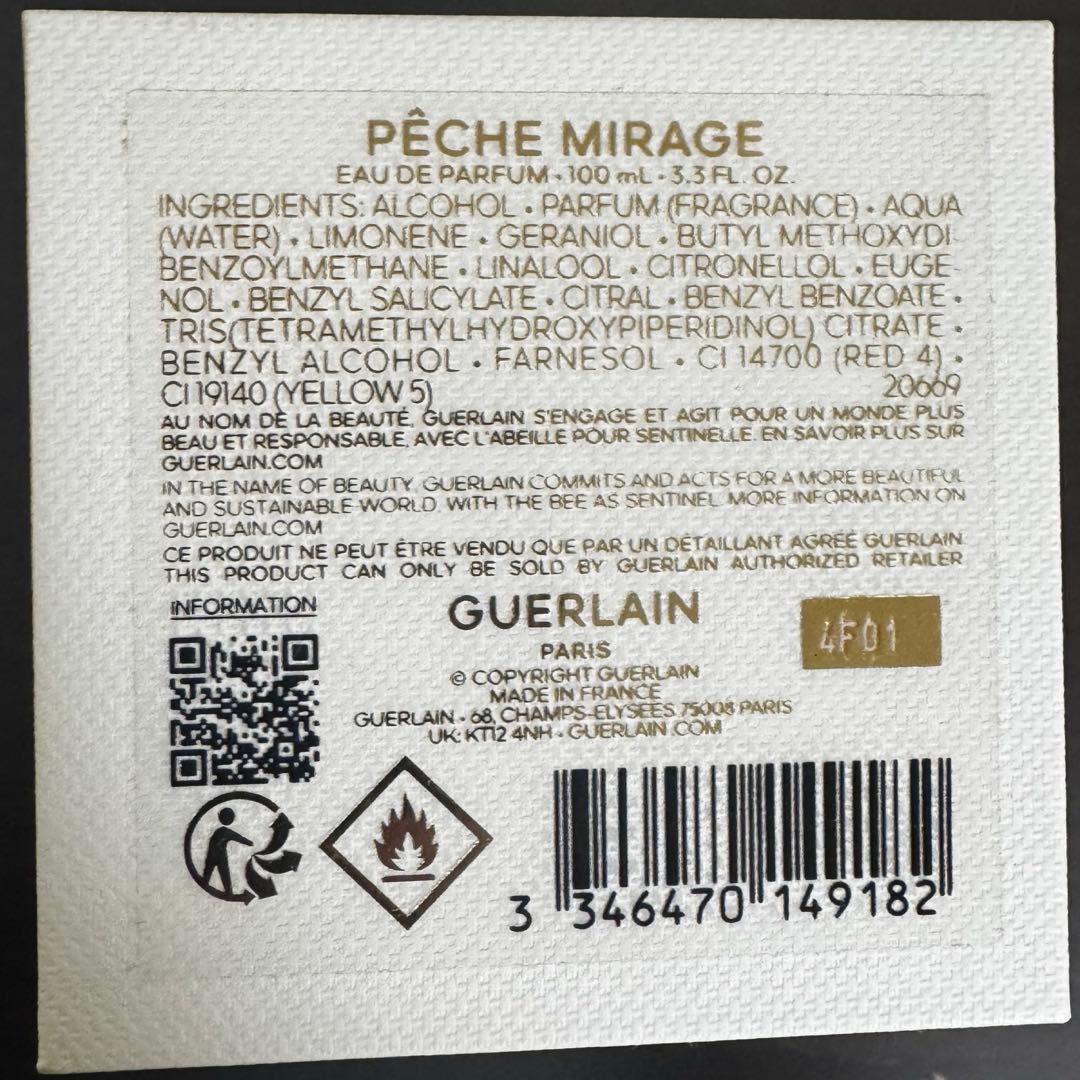 PÊCHE MIRAGE
EAU DE PARFUM • 100 mL • 3.3 FL. OZ.
INGREDIENTS: ALCOHOL • PARFUM (FRAGRANCE) • AQUA
(WATER) • LIMONENE • GERANIOL • BUTYL METHOXYDI-
BENZOYLMETHANE • LINALOOL • CITRONELLOL • EUGE-
NOL • BENZYL SALICYLATE • CITRAL • BENZYL BENZOATE •
TRIS(TETRAMETHYLHYDROXYPIPERIDINOL) CITRATE •
BENZYL ALCOHOL • FARNESOL • CI 14700 (RED 4) •
CI 19140 (YELLOW 5) 20669
AU NOM DE LA BEAUTÉ, GUERLAIN S'ENGAGE ET AGIT POUR UN MONDE PLUS
BEAU ET RESPONSABLE, AVEC L'ABEILLE POUR SENTINELLE. EN SAVOIR PLUS SUR
GUERLAIN.COM
IN THE NAME OF BEAUTY, GUERLAIN COMMITS AND ACTS FOR A MORE BEAUTIFUL
AND SUSTAINABLE WORLD, WITH THE BEE AS SENTINEL. MORE INFORMATION ON
GUERLAIN.COM
CE PRODUIT NE PEUT ÊTRE VENDU QUE PAR UN DÉTAILLANT AGRÉÉ GUERLAIN
THIS PRODUCT CAN ONLY BE SOLD BY GUERLAIN AUTHORIZED RETAILER
INFORMATION
GUERLAIN
PARIS
4F01
© COPYRIGHT GUERLAIN
MADE IN FRANCE
GUERLAIN • 68, CHAMPS-ELYSÉES 75008 PARIS
UK: KT12 4NH • GUERLAIN.COM
3 346470 149182